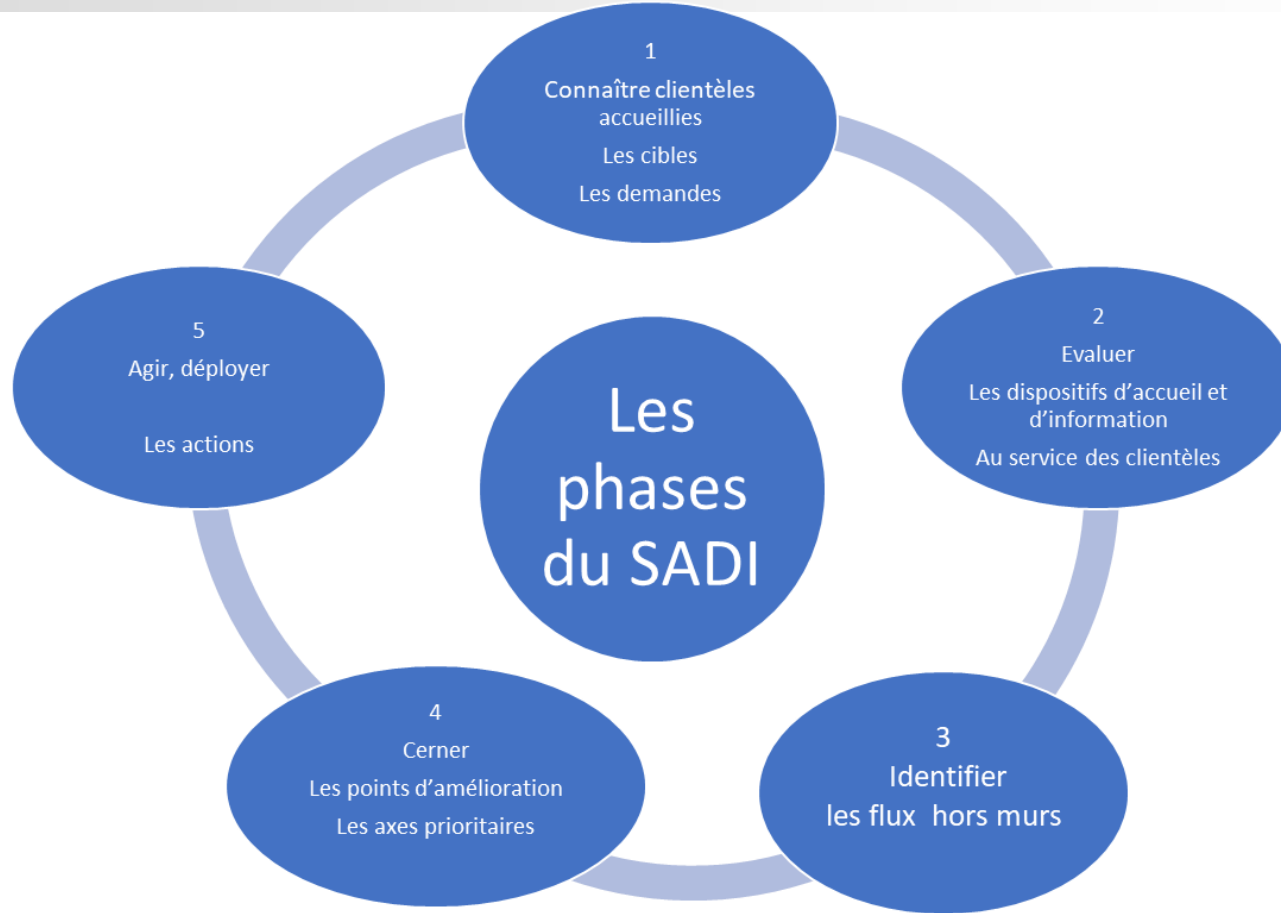 1
Connaître clientèles
accueillies
Les cibles
Les demandes
2
Evaluer
Les dispositifs d’accueil et
d’information
Au service des clientèles
3
Identifier
les flux hors murs
4
Cerner
Les points d’amélioration
Les axes prioritaires
5
Agir, déployer
Les actions
Les
phases
du SADI